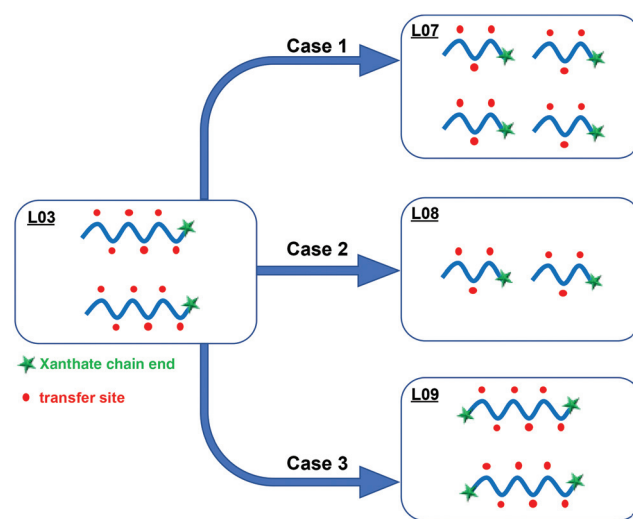 Case 1
L07
L03
Case 2
L08
Xanthate chain end
transfer site
Case 3
L09